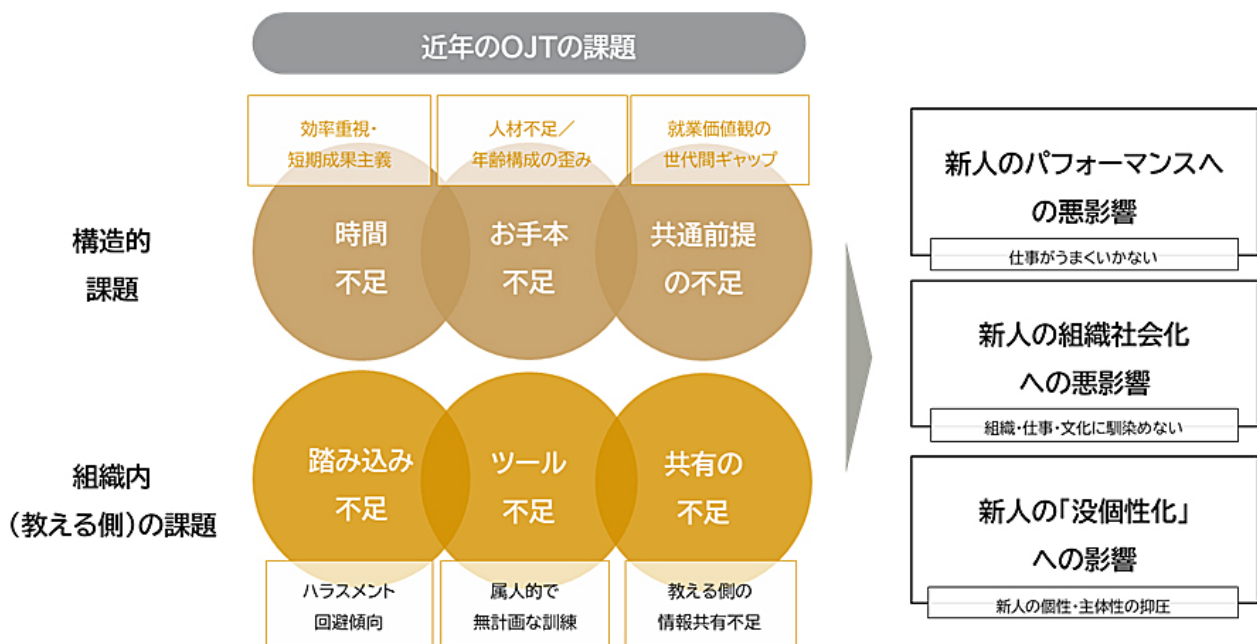 近年のOJTの課題
効率重視・
短期成果主義
人材不足／
年齢構成の歪み
就業価値観の
世代間ギャップ
構造的
課題
時間
不足
お手本
不足
共通前提
の不足
組織内
（教える側）の課題
踏み込み
不足
ツール
不足
共有の
不足
ハラスメント
回避傾向
属人的で
無計画な訓練
教える側の
情報共有不足
新人のパフォーマンスへ
の悪影響
仕事がうまくいかない
新人の組織社会化
への悪影響
組織・仕事・文化に馴染めない
新人の「没個性化」
への影響
新人の個性・主体性の抑圧